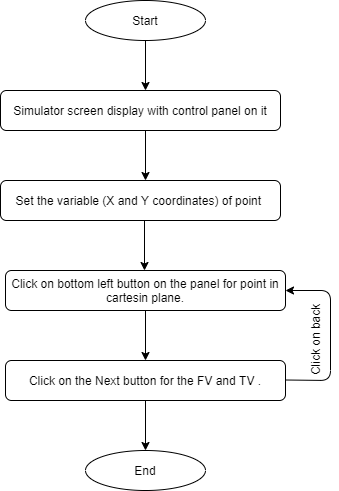 Start
Simulator screen display with control panel on it
Set the variable (X and Y coordinates) of point
Click on bottom left button on the panel for point in
cartesin plane.
Click on back
Click on the Next button for the FV and TV .
End